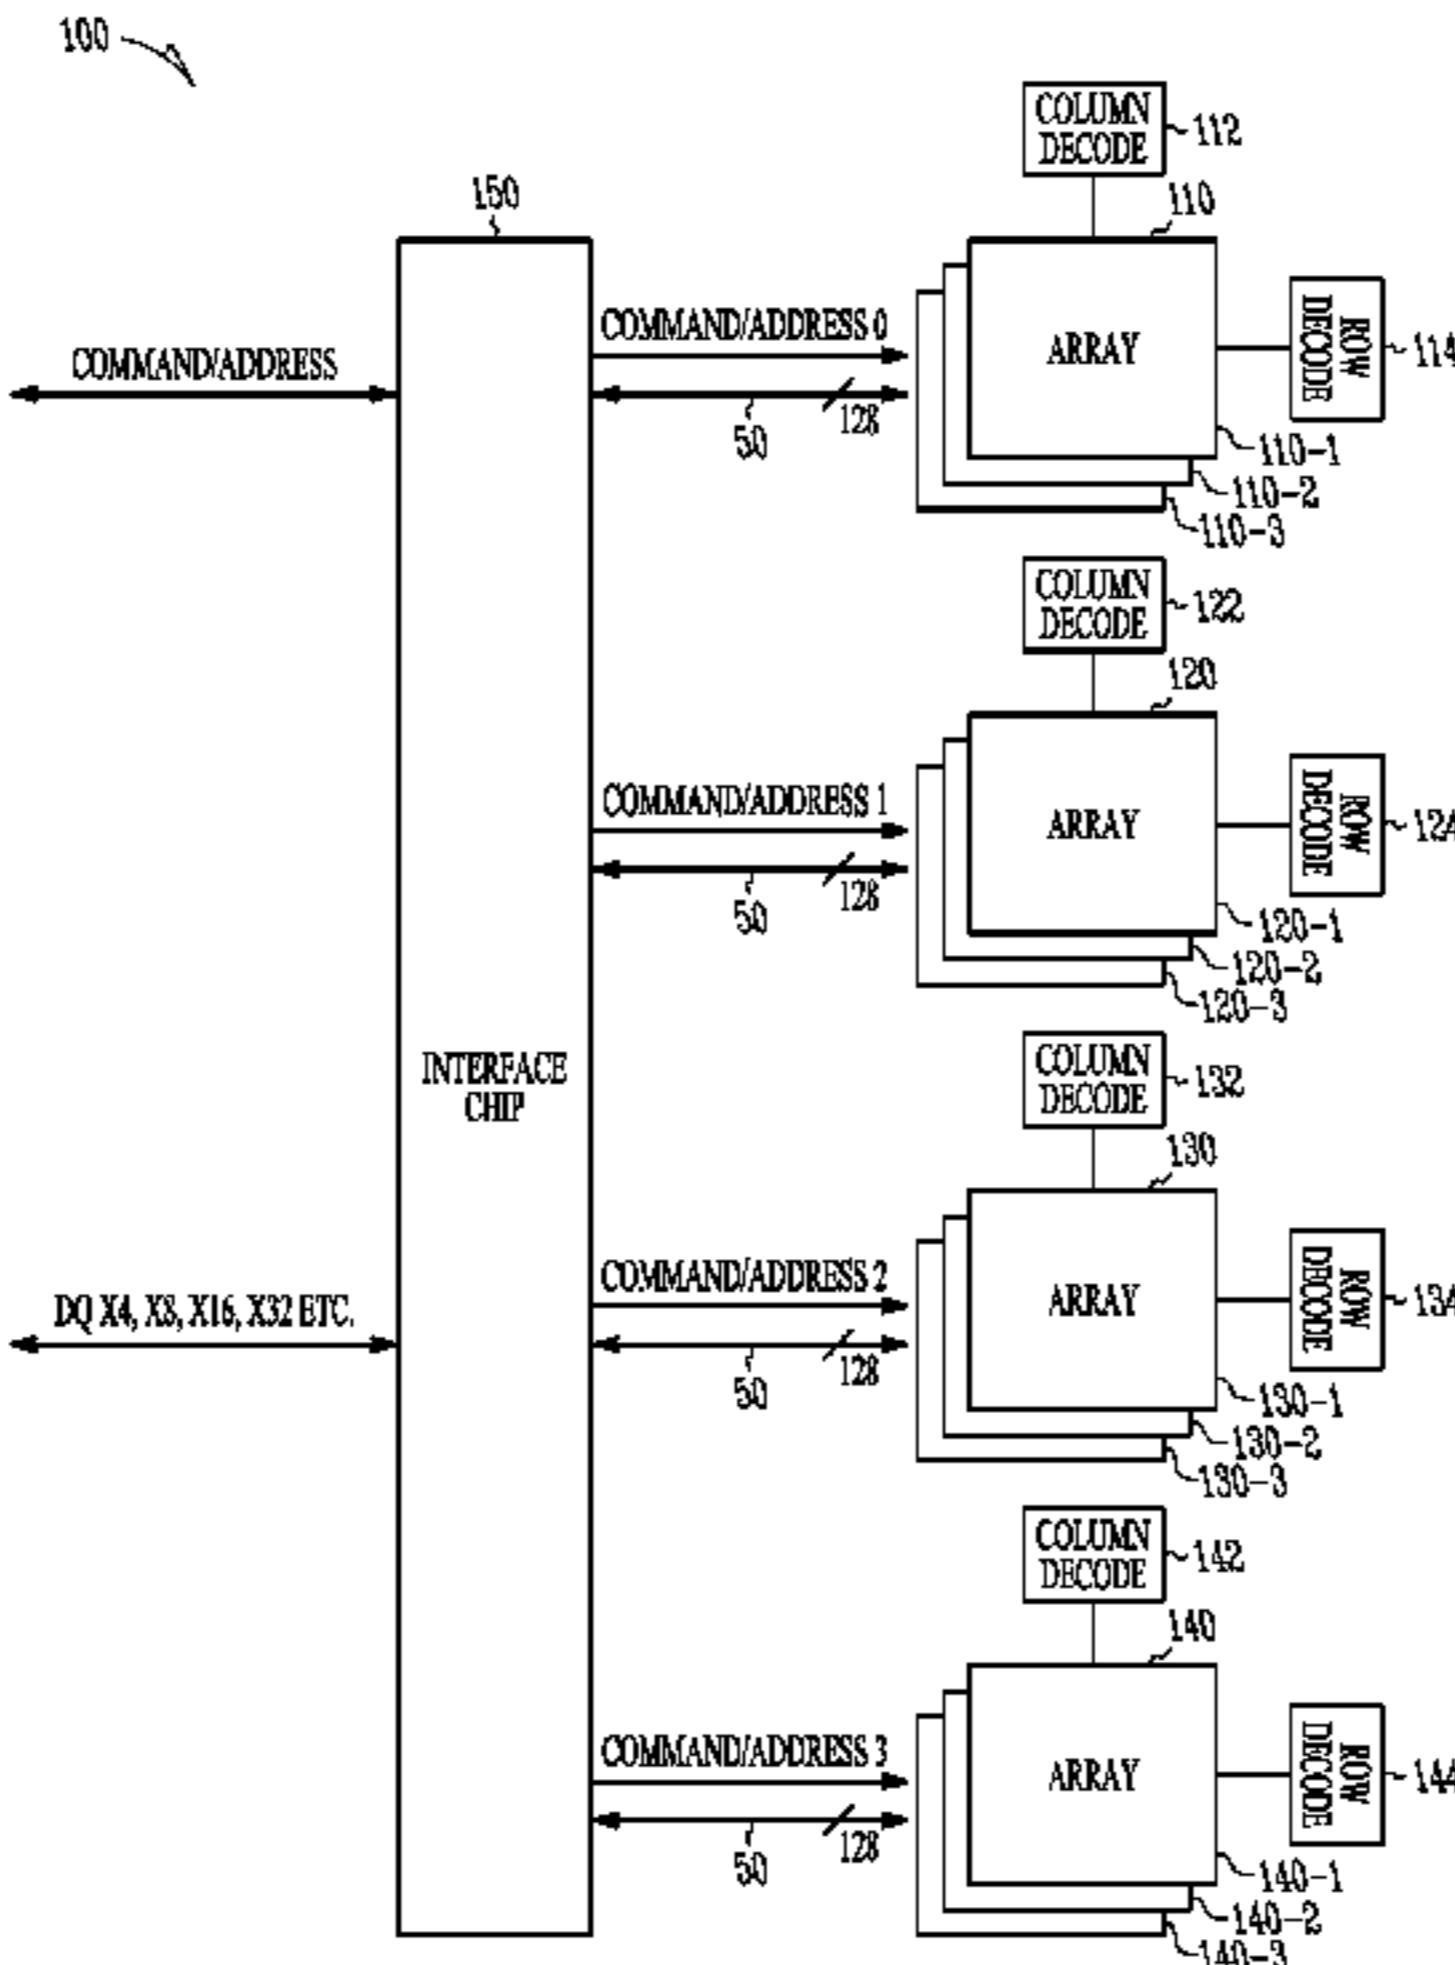 100
COLUMN
DECODE
112
150
110
COMMAND/ADDRESS 0
COMMAND/ADDRESS
ARRAY
ROW
DECODE
114
50
128
110-1
110-2
110-3
COLUMN
DECODE
122
120
COMMAND/ADDRESS 1
ARRAY
ROW
DECODE
124
50
128
120-1
120-2
120-3
INTERFACE
CHIP
COLUMN
DECODE
132
130
COMMAND/ADDRESS 2
DQ X4, X8, X16, X32 ETC.
ARRAY
ROW
DECODE
134
50
128
130-1
130-2
130-3
COLUMN
DECODE
142
140
COMMAND/ADDRESS 3
ARRAY
ROW
DECODE
144
50
128
140-1
140-2
140-3